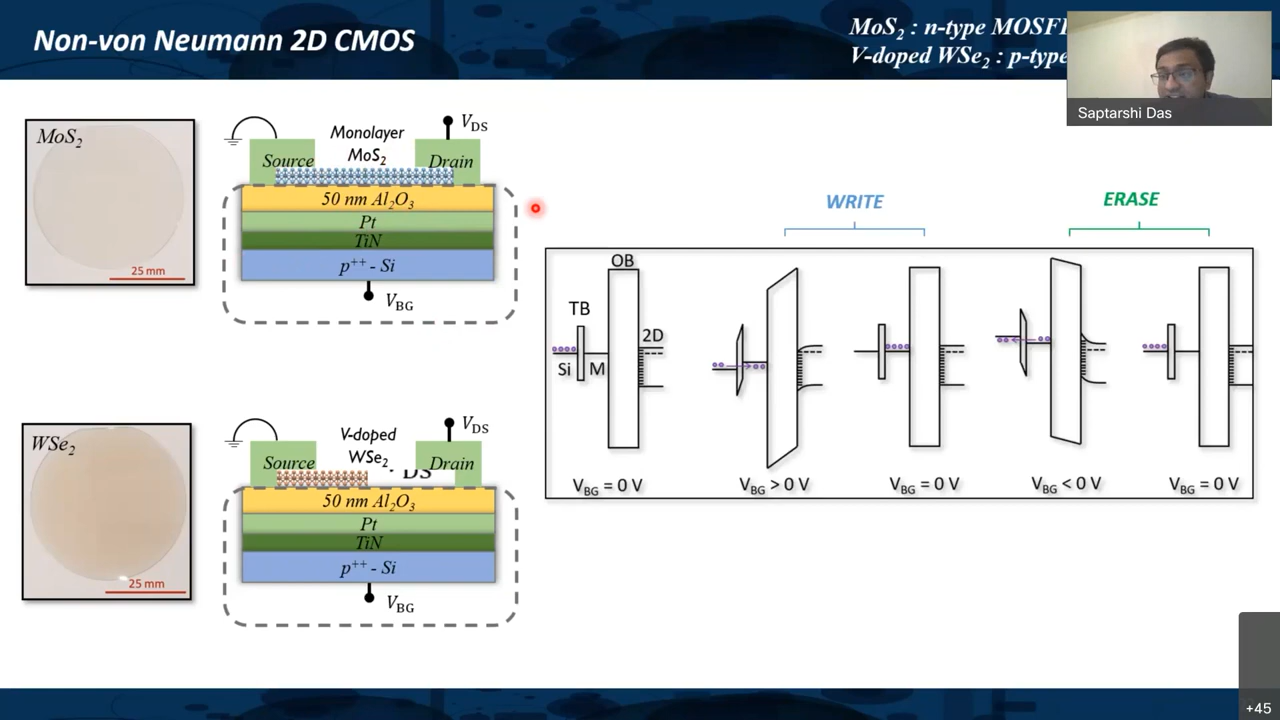 Non-von Neumann 2D CMOS
MoS₂ : n-type MOSF
V-doped WSe₂ : p-type
Saptarshi Das
MoS₂
25 mm
Monolayer
MoS₂
V_DS
Source
Drain
50 nm Al₂O₃
Pt
TiN
p⁺⁺ - Si
V_BG
WRITE
ERASE
OB
TB
2D
Si
M
V_BG = 0 V
V_BG > 0 V
V_BG = 0 V
V_BG < 0 V
V_BG = 0 V
WSe₂
25 mm
V-doped
WSe₂
V_DS
Source
DS
Drain
50 nm Al₂O₃
Pt
TiN
p⁺⁺ - Si
V_BG
+45